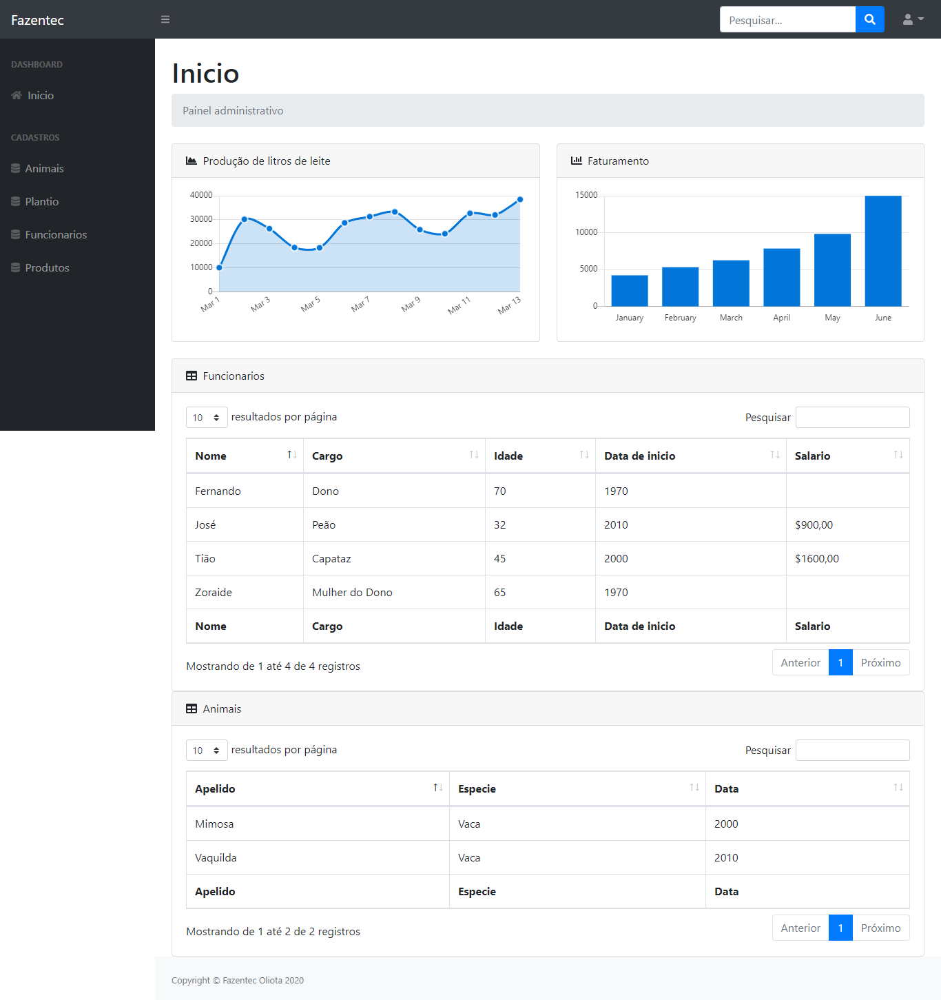 Fazentec
Pesquisar...
DASHBOARD
Inicio
CADASTROS
Animais
Plantio
Funcionarios
Produtos
Inicio
Painel administrativo
Produção de litros de leite
40000
30000
20000
10000
0
Mar 1 Mar 3 Mar 5 Mar 7 Mar 9 Mar 11 Mar 13
Faturamento
15000
10000
5000
0
January February March April May June
Funcionarios
10 resultados por página Pesquisar
Nome Cargo Idade Data de inicio Salario
Fernando Dono 70 1970
José Peão 32 2010 $900,00
Tião Capataz 45 2000 $1600,00
Zoraide Mulher do Dono 65 1970
Nome Cargo Idade Data de inicio Salario
Mostrando de 1 até 4 de 4 registros Anterior 1 Próximo
Animais
10 resultados por página Pesquisar
Apelido Especie Data
Mimosa Vaca 2000
Vaquilda Vaca 2010
Apelido Especie Data
Mostrando de 1 até 2 de 2 registros Anterior 1 Próximo
Copyright © Fazentec Oliota 2020